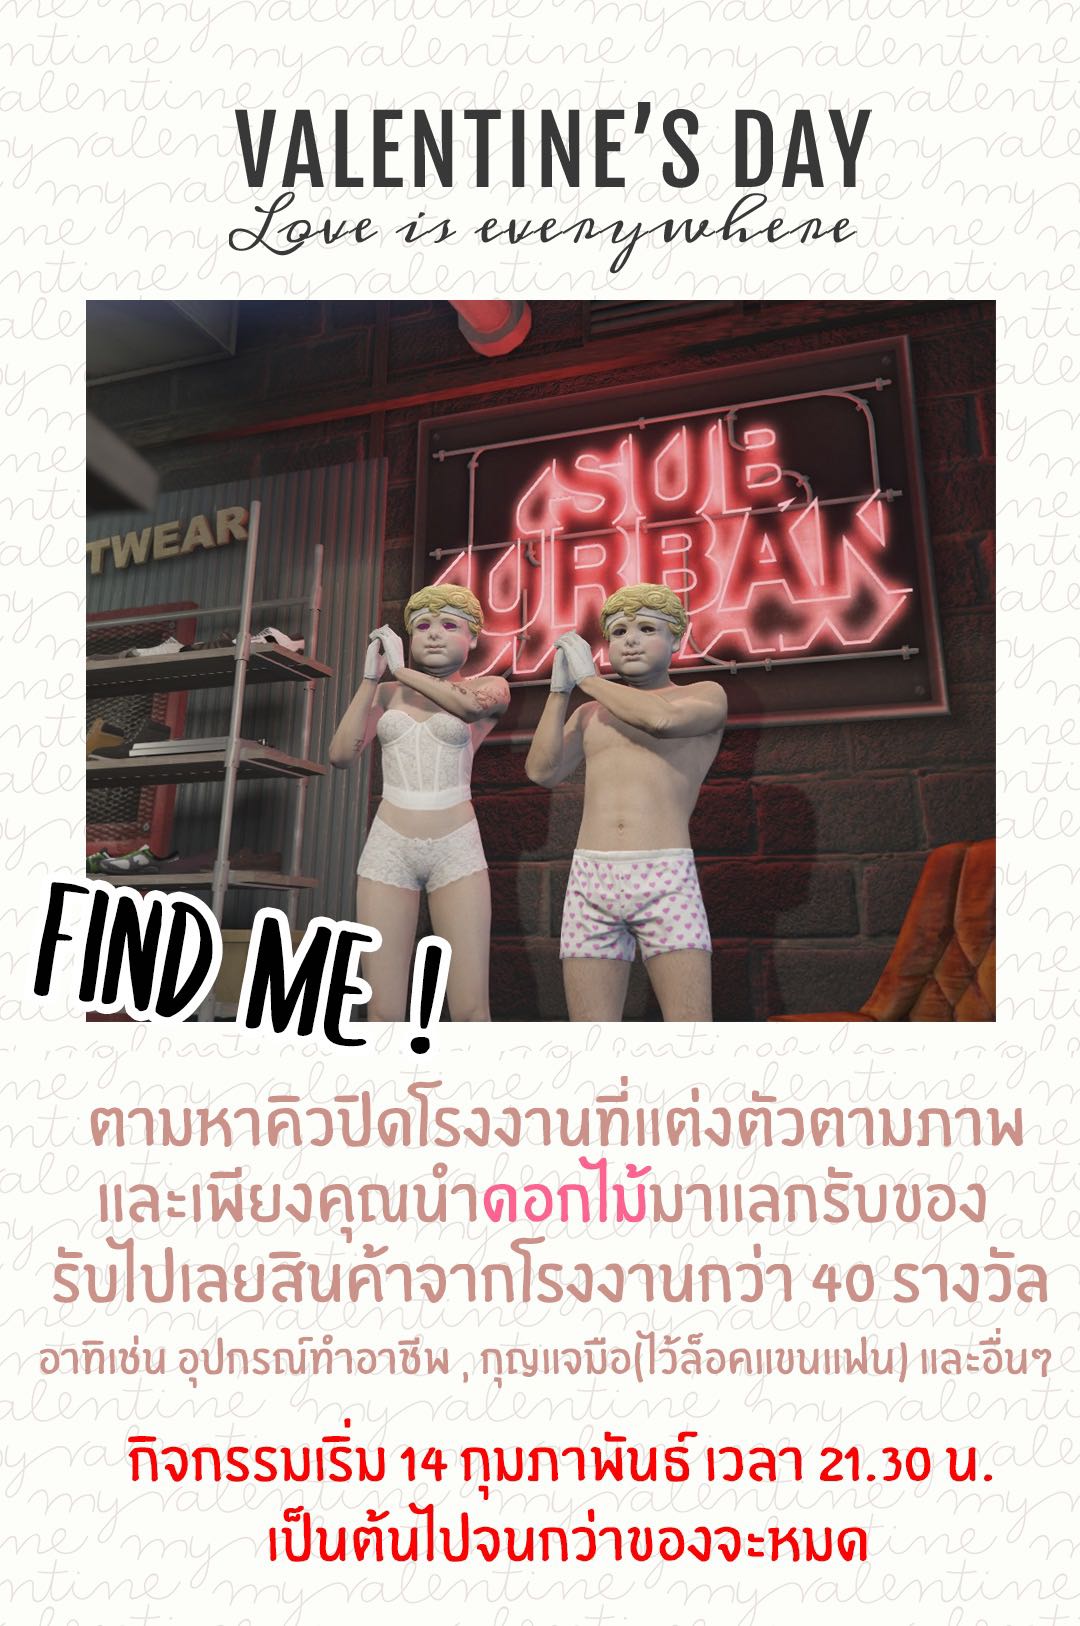 VALENTINE'S DAY
Love is everywhere
TWEAR
SUB
URBAN
FIND ME !
ตามหาคิวปิดโรงงานที่แต่งตัวตามภาพ
และเพียงคุณนำดอกไม้มาแลกรับของ
รับไปเลยสินค้าจากโรงงานกว่า 40 รางวัล
อาทิเช่น อุปกรณ์ทำอาชีพ , กุญแจมือ(ไว้ล็อคแขนแฟน) และอื่นๆ
กิจกรรมเริ่ม 14 กุมภาพันธ์ เวลา 21.30 น.
เป็นต้นไปจนกว่าของจะหมด